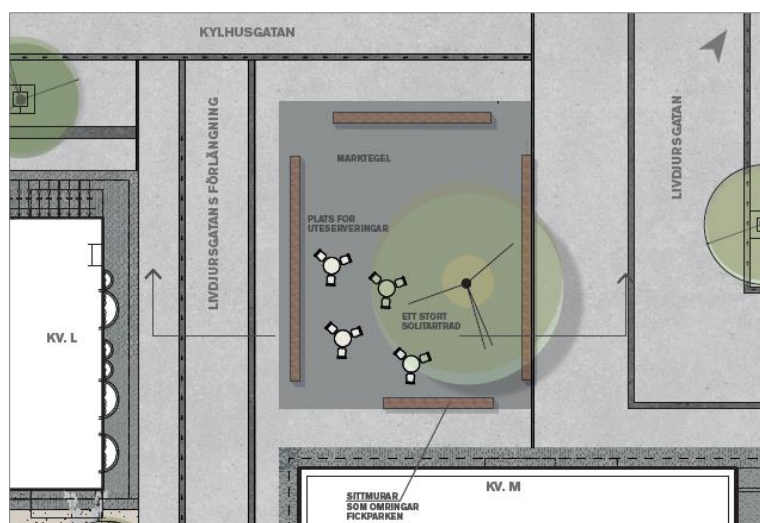 KYLHUSGATAN
LIVDJURSGATANS FÖRLÄNGNING
LIVDJURSGATAN
MARKTEGEL
PLATS FÖR
UTESERVERINGAR
ETT STORT
SOLITÄRTRÄD
KV. L
KV. M
SITTMURAR
SOM OMRINGAR
FICKPARKEN